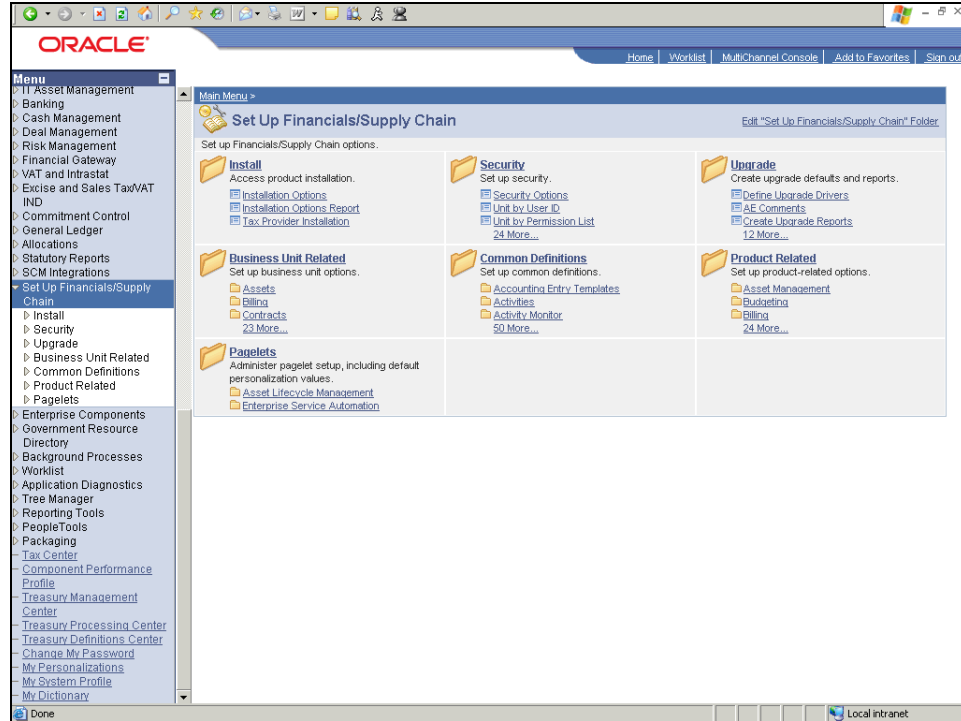 ORACLE
Home | Worklist | MultiChannel Console | Add to Favorites | Sign out
Menu
IT Asset Management
Banking
Cash Management
Deal Management
Risk Management
Financial Gateway
VAT and Intrastat
Excise and Sales Tax/VAT
IND
Commitment Control
General Ledger
Allocations
Statutory Reports
SCM Integrations
Set Up Financials/Supply
Chain
Install
Security
Upgrade
Business Unit Related
Common Definitions
Product Related
Pagelets
Enterprise Components
Government Resource
Directory
Background Processes
Worklist
Application Diagnostics
Tree Manager
Reporting Tools
PeopleTools
Packaging
Tax Center
Component Performance
Profile
Treasury Management
Center
Treasury Processing Center
Treasury Definitions Center
Change My Password
My Personalizations
My System Profile
My Dictionary
Main Menu >
Set Up Financials/Supply Chain
Edit "Set Up Financials/Supply Chain" Folder
Set up Financials/Supply Chain options.
Install
Access product installation.
Installation Options
Installation Options Report
Tax Provider Installation
Security
Set up security.
Security Options
Unit by User ID
Unit by Permission List
24 More...
Upgrade
Create upgrade defaults and reports.
Define Upgrade Drivers
AE Comments
Create Upgrade Reports
12 More...
Business Unit Related
Set up business unit options.
Assets
Billing
Contracts
23 More...
Common Definitions
Set up common definitions.
Accounting Entry Templates
Activities
Activity Monitor
50 More...
Product Related
Set up product-related options.
Asset Management
Budgeting
Billing
24 More...
Pagelets
Administer pagelet setup, including default
personalization values.
Asset Lifecycle Management
Enterprise Service Automation
Done
Local intranet